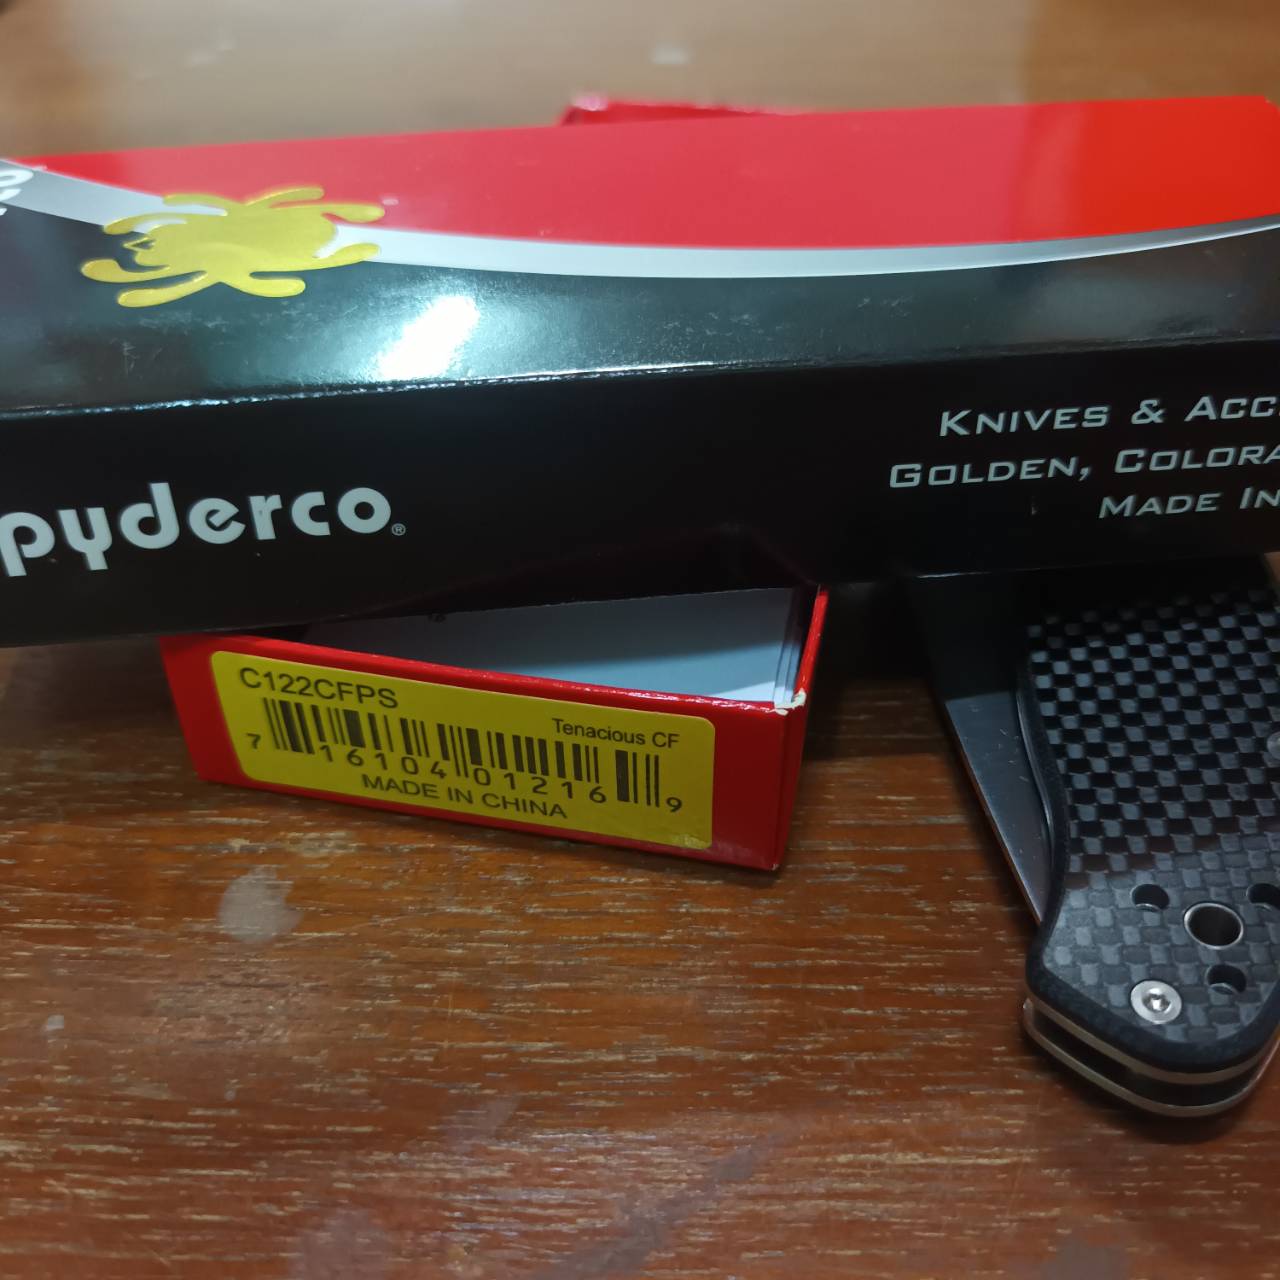 pyderco®
KNIVES & ACC
GOLDEN, COLORA
MADE IN
C122CFPS
Tenacious CF
7 16104 01216 9
MADE IN CHINA